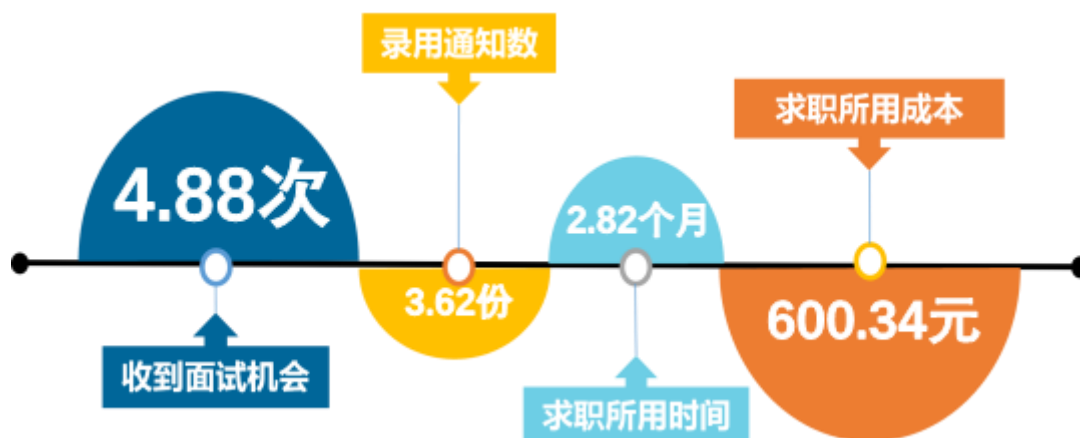 录用通知数
求职所用成本
4.88次
2.82个月
3.62份
600.34元
收到面试机会
求职所用时间